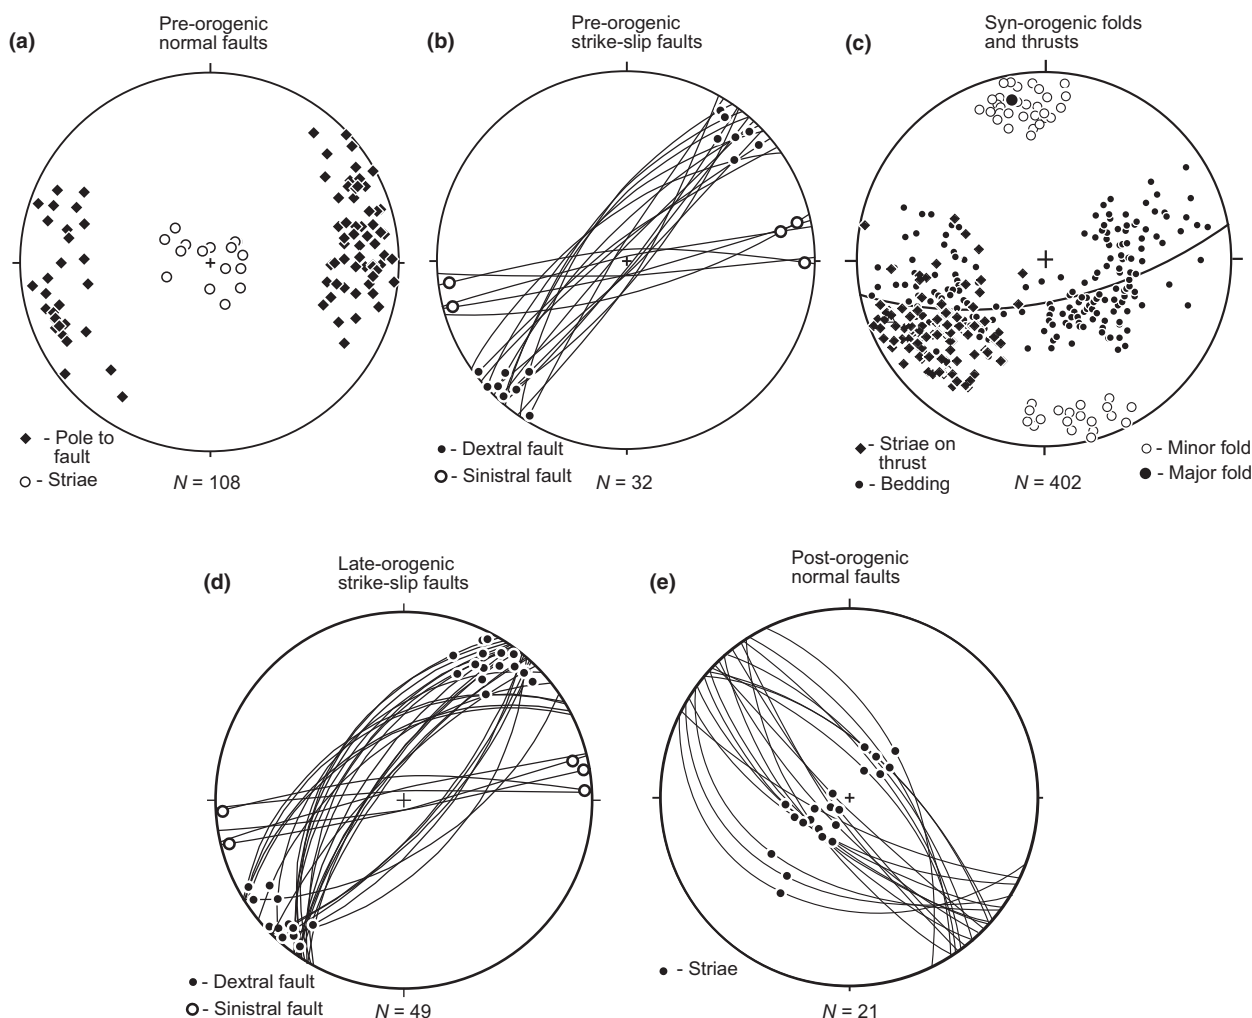 (a)
Pre-orogenic
normal faults
- Pole to
fault
- Striae
N = 108
(b)
Pre-orogenic
strike-slip faults
- Dextral fault
- Sinistral fault
N = 32
(c)
Syn-orogenic folds
and thrusts
- Striae on
thrust
- Bedding
N = 402
- Minor fold
- Major fold
(d)
Late-orogenic
strike-slip faults
- Dextral fault
- Sinistral fault
N = 49
(e)
Post-orogenic
normal faults
- Striae
N = 21